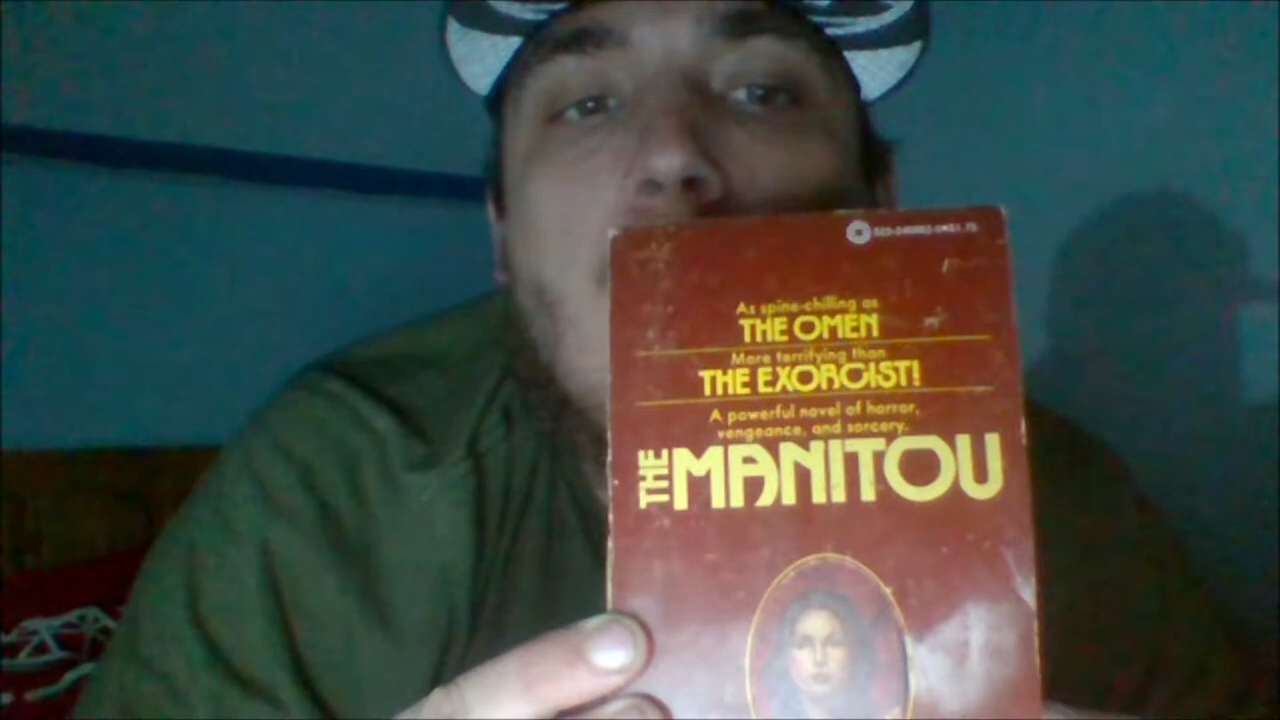 As spine-chilling as
THE OMEN
More terrifying than
THE EXORCIST!
A powerful novel of horror,
vengeance, and sorcery.
THE MANITOU